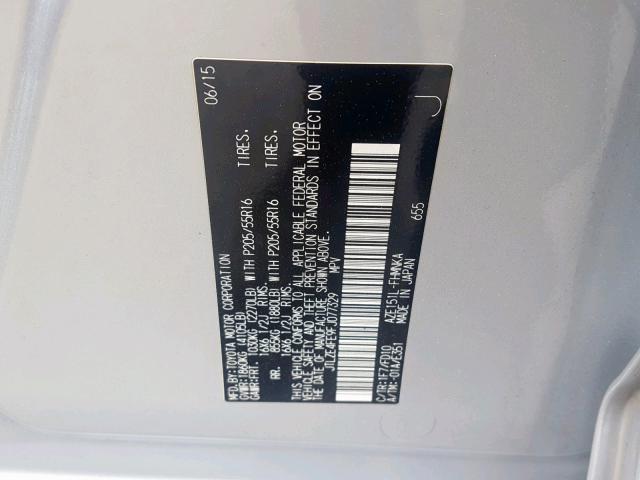 MFD.BY:TOYOTA MOTOR CORPORATION 06/15
GVWR:1860KG (4105LB)
GAWR:FRT. 1030KG (2270LB) WITH P205/55R16 TIRES.
16X6 1/2J RIMS.
RR. 855KG (1880LB) WITH P205/55R16 TIRES.
16X6 1/2J RIMS.
THIS VEHICLE CONFORMS TO ALL APPLICABLE FEDERAL MOTOR
VEHICLE SAFETY AND THEFT PREVENTION STANDARDS IN EFFECT ON
THE DATE OF MANUFACTURE SHOWN ABOVE.
JTLZE4FE9FJ077329 MPV
C/TR:1F7/FD10 AZE151L-FHMNKA 655
A/TM:-01A/E351 MADE IN JAPAN
J